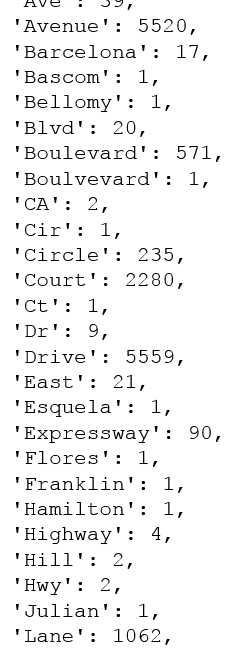 'Ave': 39,
'Avenue': 5520,
'Barcelona': 17,
'Bascom': 1,
'Bellomy': 1,
'Blvd': 20,
'Boulevard': 571,
'Boulvevard': 1,
'CA': 2,
'Cir': 1,
'Circle': 235,
'Court': 2280,
'Ct': 1,
'Dr': 9,
'Drive': 5559,
'East': 21,
'Esquela': 1,
'Expressway': 90,
'Flores': 1,
'Franklin': 1,
'Hamilton': 1,
'Highway': 4,
'Hill': 2,
'Hwy': 2,
'Julian': 1,
'Lane': 1062,